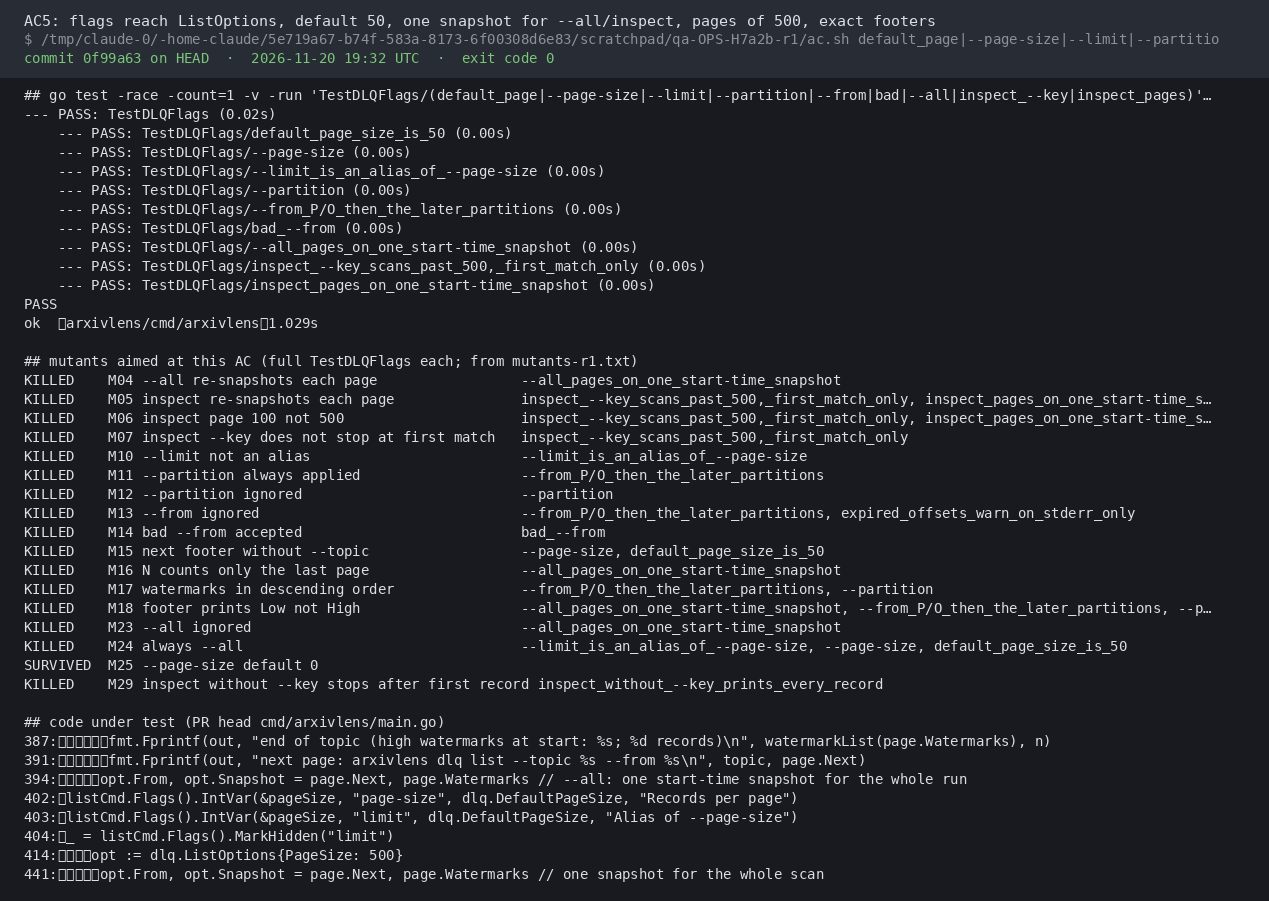 AC5: flags reach ListOptions, default 50, one snapshot for --all/inspect, pages of 500, exact footers
$ /tmp/claude-0/-home-claude/5e719a67-b74f-583a-8173-6f00308d6e83/scratchpad/qa-OPS-H7a2b-r1/ac.sh default_page|--page-size|--limit|--partitio
commit 0f99a63 on HEAD · 2026-11-20 19:32 UTC · exit code 0
## go test -race -count=1 -v -run 'TestDLQFlags/(default_page|--page-size|--limit|--partition|--from|bad|--all|inspect_--key|inspect_pages)'…
--- PASS: TestDLQFlags (0.02s)
    --- PASS: TestDLQFlags/default_page_size_is_50 (0.00s)
    --- PASS: TestDLQFlags/--page-size (0.00s)
    --- PASS: TestDLQFlags/--limit_is_an_alias_of_--page-size (0.00s)
    --- PASS: TestDLQFlags/--partition (0.00s)
    --- PASS: TestDLQFlags/--from_P/O_then_the_later_partitions (0.00s)
    --- PASS: TestDLQFlags/bad_--from (0.00s)
    --- PASS: TestDLQFlags/--all_pages_on_one_start-time_snapshot (0.00s)
    --- PASS: TestDLQFlags/inspect_--key_scans_past_500,_first_match_only (0.00s)
    --- PASS: TestDLQFlags/inspect_pages_on_one_start-time_snapshot (0.00s)
PASS
ok  arxivlens/cmd/arxivlens 1.029s
## mutants aimed at this AC (full TestDLQFlags each; from mutants-r1.txt)
KILLED    M04 --all re-snapshots each page                 --all_pages_on_one_start-time_snapshot
KILLED    M05 inspect re-snapshots each page               inspect_--key_scans_past_500,_first_match_only, inspect_pages_on_one_start-time_s…
KILLED    M06 inspect page 100 not 500                     inspect_--key_scans_past_500,_first_match_only, inspect_pages_on_one_start-time_s…
KILLED    M07 inspect --key does not stop at first match   inspect_--key_scans_past_500,_first_match_only
KILLED    M10 --limit not an alias                         --limit_is_an_alias_of_--page-size
KILLED    M11 --partition always applied                   --from_P/O_then_the_later_partitions
KILLED    M12 --partition ignored                          --partition
KILLED    M13 --from ignored                               --from_P/O_then_the_later_partitions, expired_offsets_warn_on_stderr_only
KILLED    M14 bad --from accepted                          bad_--from
KILLED    M15 next footer without --topic                  --page-size, default_page_size_is_50
KILLED    M16 N counts only the last page                  --all_pages_on_one_start-time_snapshot
KILLED    M17 watermarks in descending order               --from_P/O_then_the_later_partitions, --partition
KILLED    M18 footer prints Low not High                   --all_pages_on_one_start-time_snapshot, --from_P/O_then_the_later_partitions, --p…
KILLED    M23 --all ignored                                --all_pages_on_one_start-time_snapshot
KILLED    M24 always --all                                 --limit_is_an_alias_of_--page-size, --page-size, default_page_size_is_50
SURVIVED  M25 --page-size default 0
KILLED    M29 inspect without --key stops after first record inspect_without_--key_prints_every_record
## code under test (PR head cmd/arxivlens/main.go)
387: fmt.Fprintf(out, "end of topic (high watermarks at start: %s; %d records)\n", watermarkList(page.Watermarks), n)
391: fmt.Fprintf(out, "next page: arxivlens dlq list --topic %s --from %s\n", topic, page.Next)
394: opt.From, opt.Snapshot = page.Next, page.Watermarks // --all: one start-time snapshot for the whole run
402: listCmd.Flags().IntVar(&pageSize, "page-size", dlq.DefaultPageSize, "Records per page")
403: listCmd.Flags().IntVar(&pageSize, "limit", dlq.DefaultPageSize, "Alias of --page-size")
404: _ = listCmd.Flags().MarkHidden("limit")
414: opt := dlq.ListOptions{PageSize: 500}
441: opt.From, opt.Snapshot = page.Next, page.Watermarks // one snapshot for the whole scan